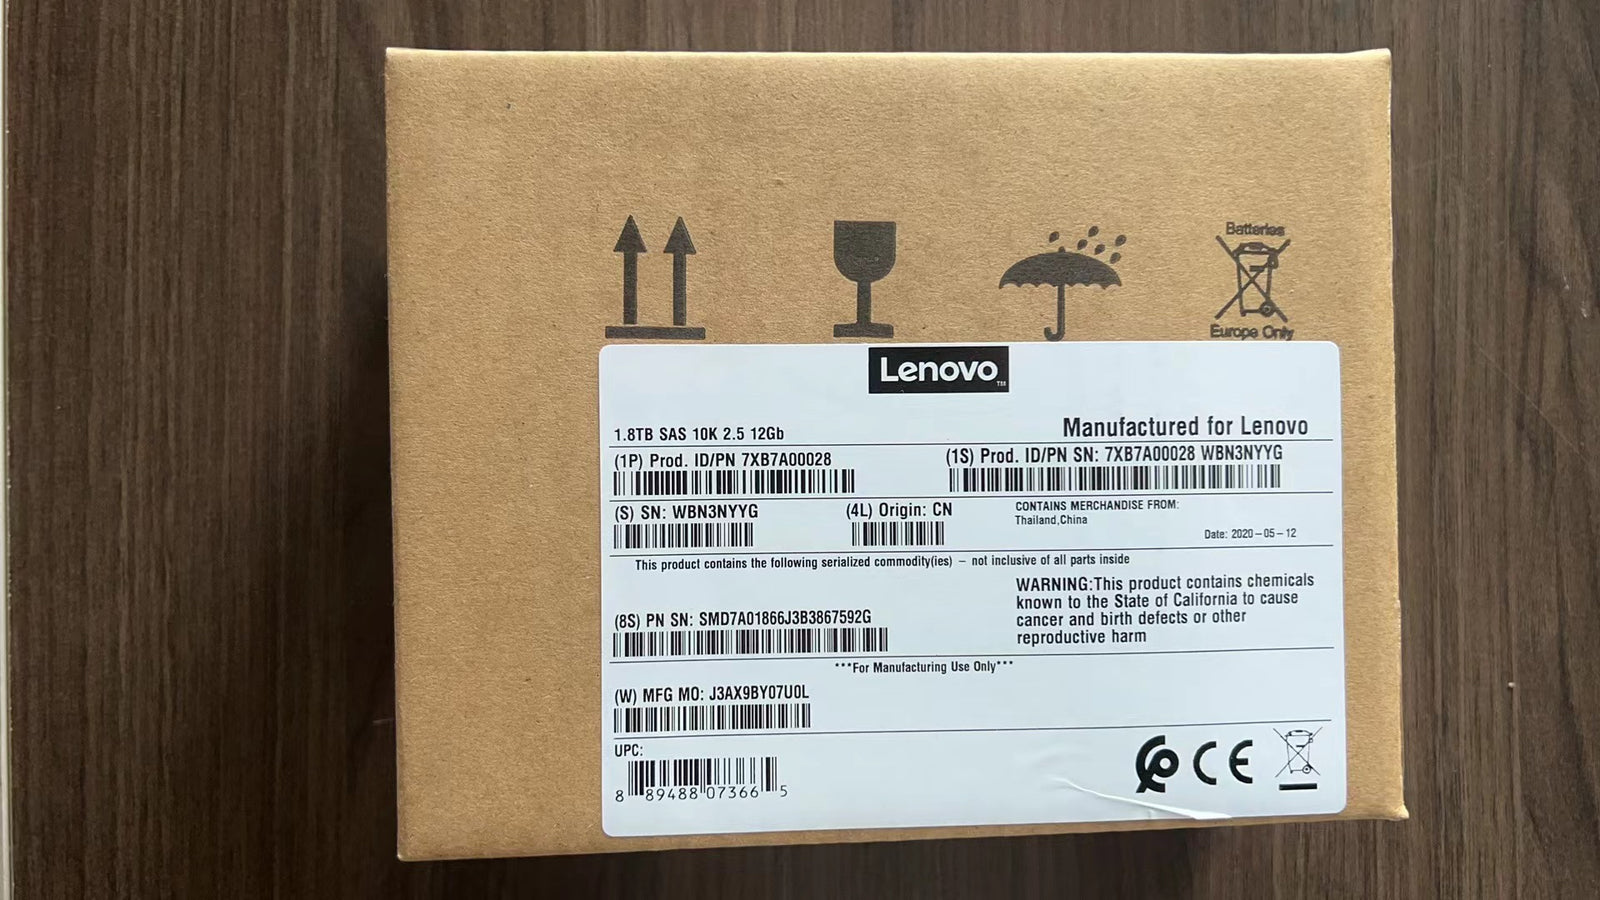 Batteries
Europe Only
Lenovo™
1.8TB SAS 10K 2.5 12Gb
Manufactured for Lenovo
(1P) Prod. ID/PN 7XB7A00028
(1S) Prod. ID/PN SN: 7XB7A00028 WBN3NYYG
(S) SN: WBN3NYYG
(4L) Origin: CN
CONTAINS MERCHANDISE FROM:
Thailand,China
Date: 2020-05-12
This product contains the following serialized commodity(ies) - not inclusive of all parts inside
(8S) PN SN: SMD7A01866J3B3867592G
WARNING:This product contains chemicals
known to the State of California to cause
cancer and birth defects or other
reproductive harm
***For Manufacturing Use Only***
(W) MFG MO: J3AX9BY07U0L
UPC:
8 89488 07366 5
CE